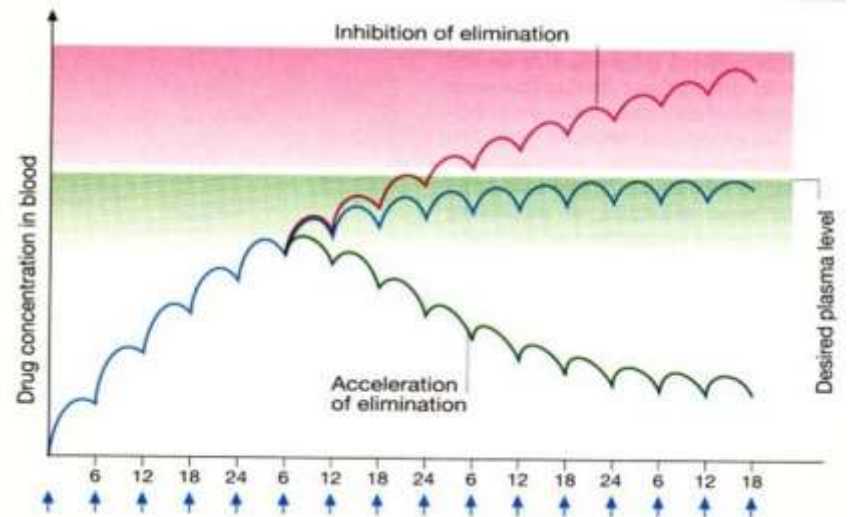 Inhibition of elimination
Drug concentration in blood
Desired plasma level
Acceleration
of elimination
6 12 18 24 6 12 18 24 6 12 18 24 6 12 18